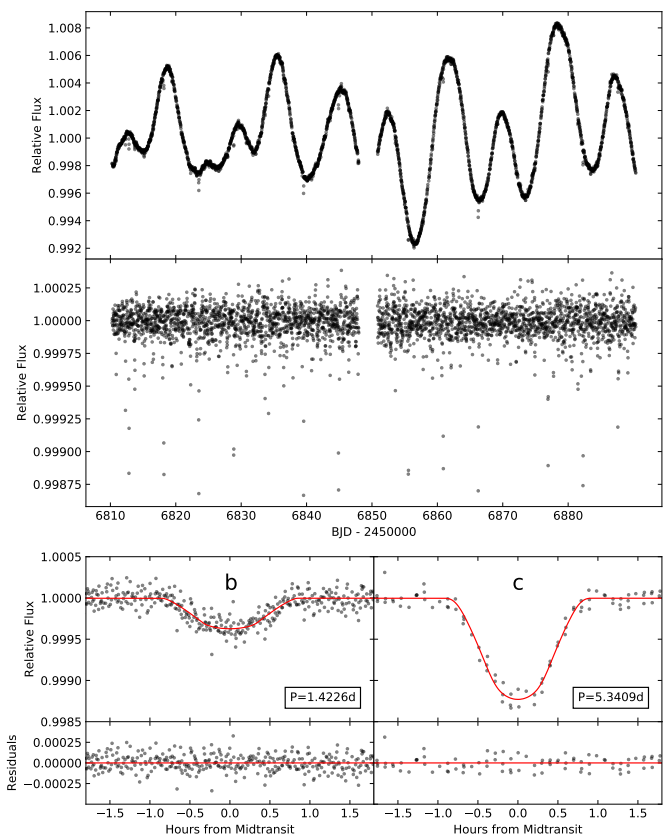 1.008
1.006
1.004
1.002
1.000
0.998
0.996
0.994
0.992
Relative Flux
1.00025
1.00000
0.99975
0.99950
0.99925
0.99900
0.99875
Relative Flux
6810 6820 6830 6840 6850 6860 6870 6880
BJD - 2450000
1.0005
1.0000
0.9995
0.9990
0.9985
Relative Flux
b
P=1.4226d
c
P=5.3409d
0.00025
0.00000
−0.00025
Residuals
−1.5 −1.0 −0.5 0.0 0.5 1.0 1.5
Hours from Midtransit
−1.5 −1.0 −0.5 0.0 0.5 1.0 1.5
Hours from Midtransit